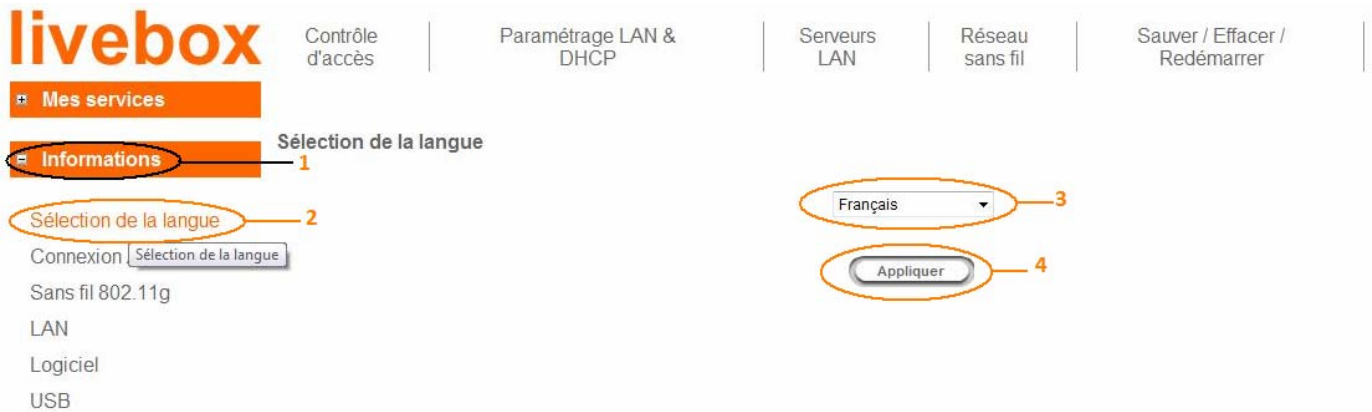 livebox
Contrôle
d'accès
Paramétrage LAN &
DHCP
Serveurs
LAN
Réseau
sans fil
Sauver / Effacer /
Redémarrer
Mes services
Informations
1
Sélection de la langue
Sélection de la langue
2
Français
3
Connexion
Sélection de la langue
Appliquer
4
Sans fil 802.11g
LAN
Logiciel
USB